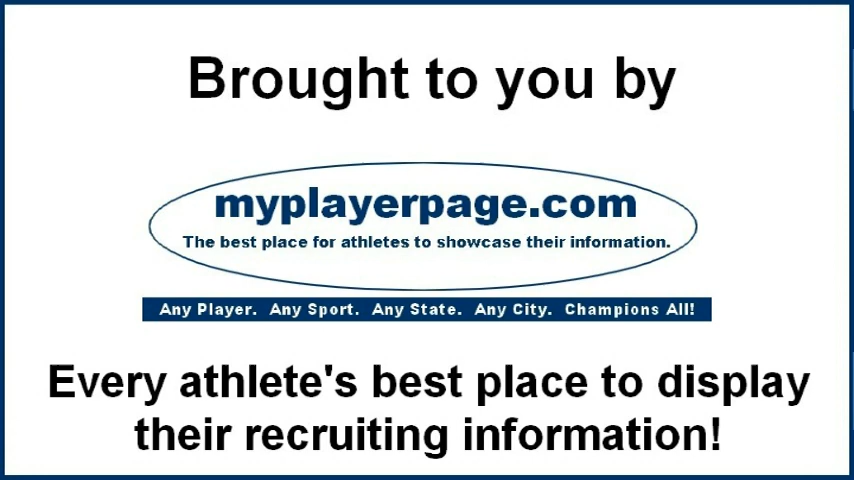 Brought to you by
myplayerpage.com
The best place for athletes to showcase their information.
Any Player. Any Sport. Any State. Any City. Champions All!
Every athlete's best place to display
their recruiting information!